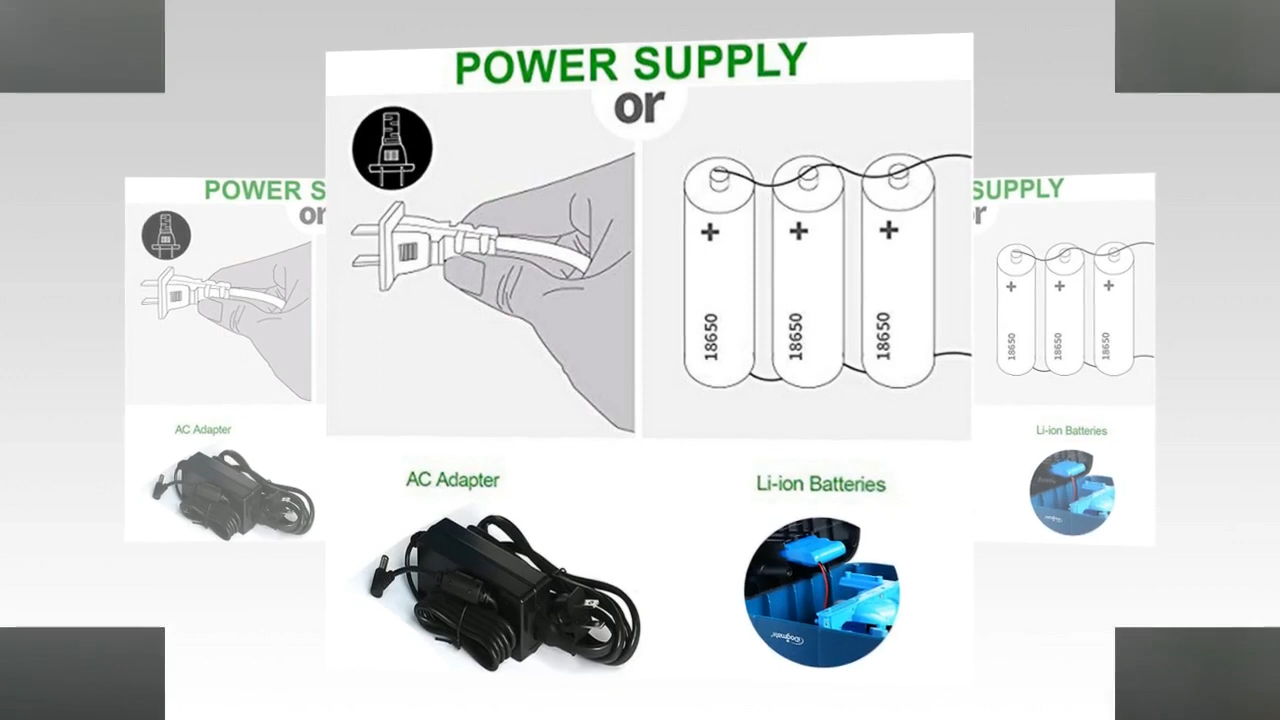 POWER SUPPLY
or
+ + +
18650 18650 18650
AC Adapter
Li-ion Batteries
iDogmate
POWER S
or
AC Adapter
SUPPLY
r
+ + +
18650 18650 18650
Li-ion Batteries